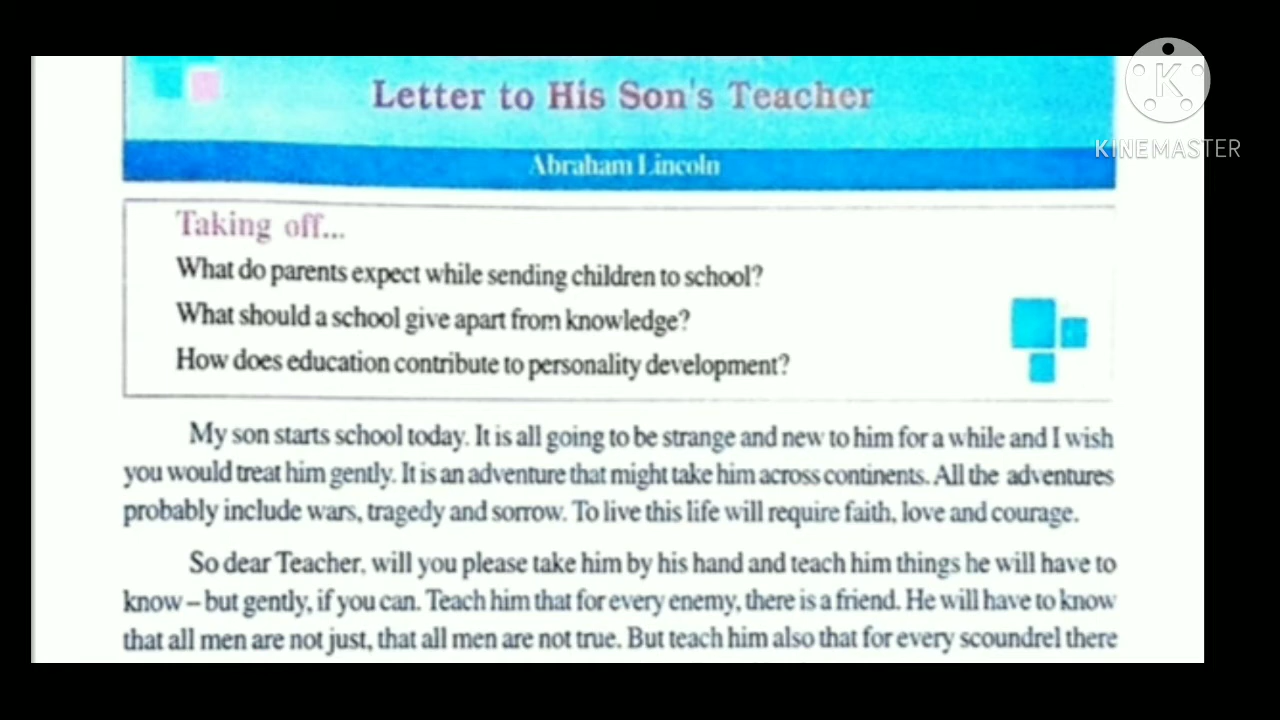 Letter to His Son's Teacher
K
KINEMASTER
Abraham Lincoln
Taking off...
What do parents expect while sending children to school?
What should a school give apart from knowledge?
How does education contribute to personality development?
My son starts school today. It is all going to be strange and new to him for a while and I wish
you would treat him gently. It is an adventure that might take him across continents. All the adventures
probably include wars, tragedy and sorrow. To live this life will require faith, love and courage.
So dear Teacher, will you please take him by his hand and teach him things he will have to
know – but gently, if you can. Teach him that for every enemy, there is a friend. He will have to know
that all men are not just, that all men are not true. But teach him also that for every scoundrel there